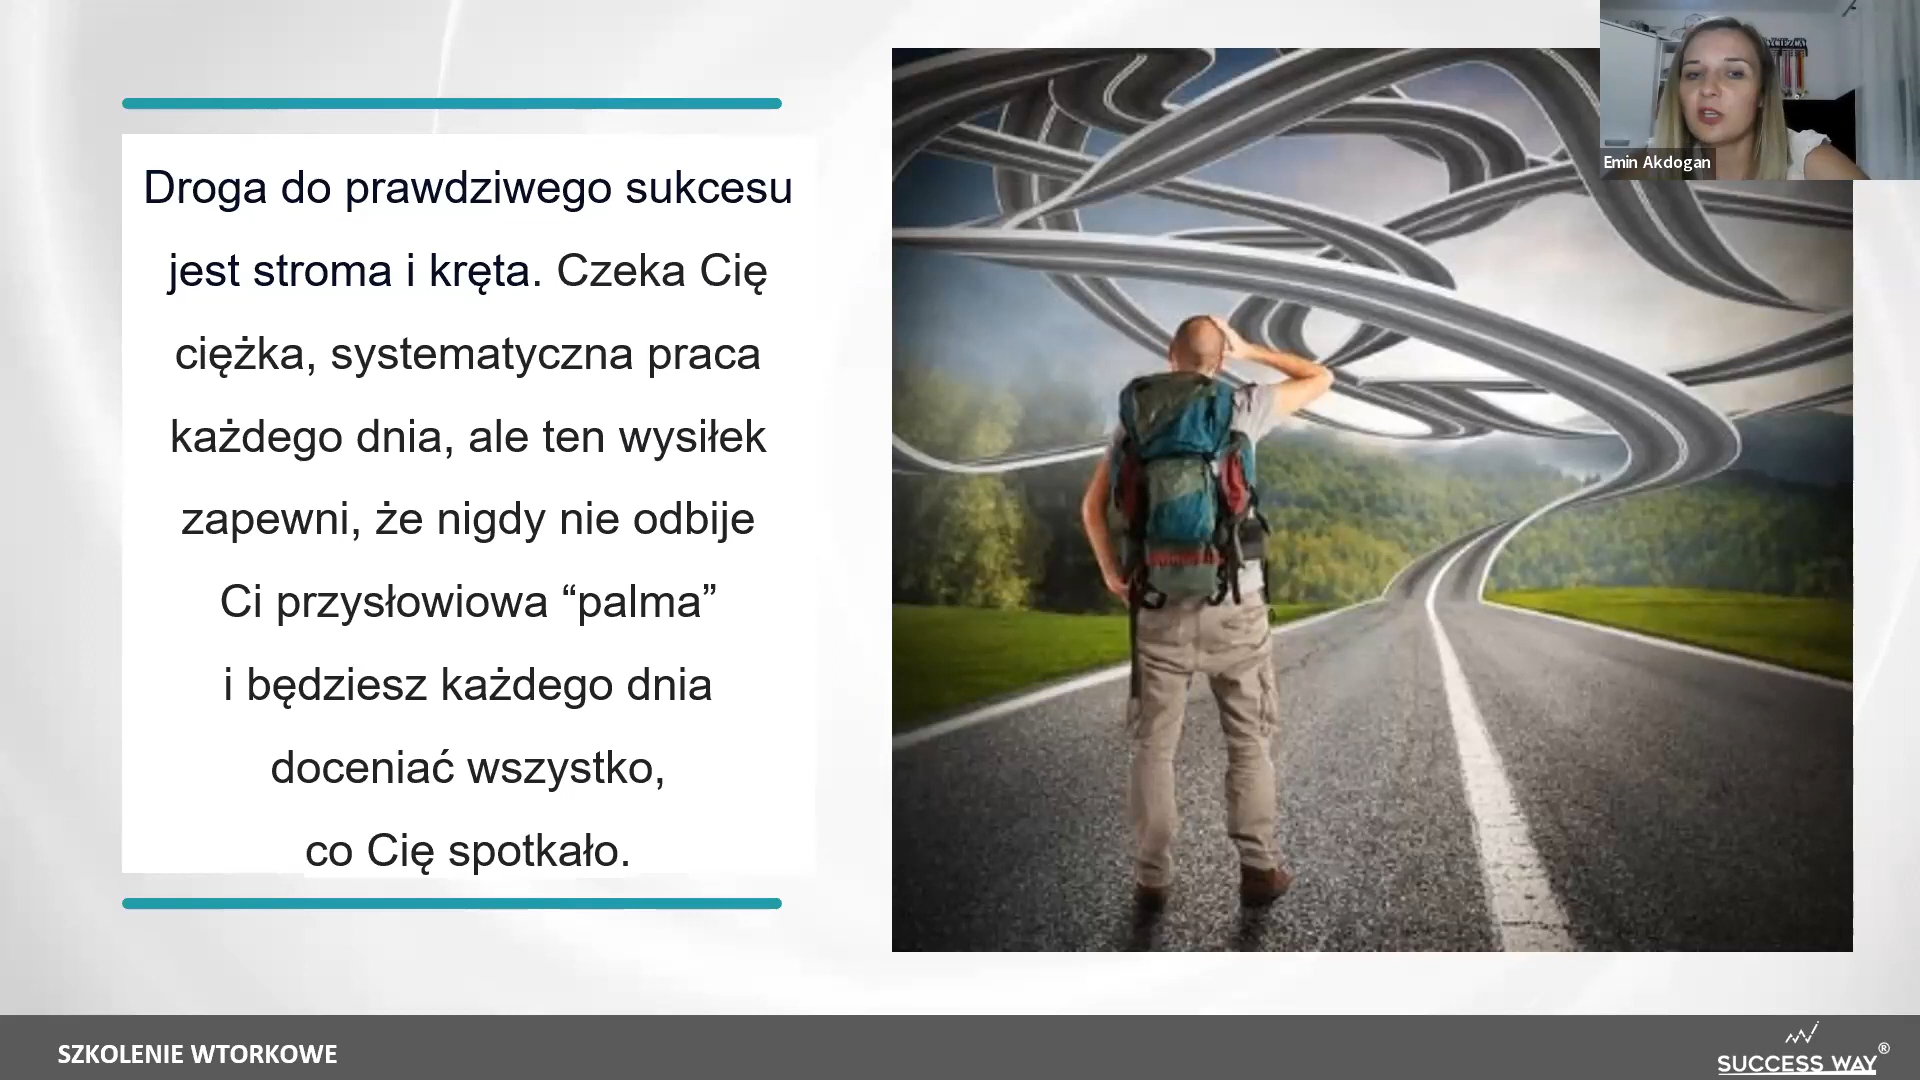 Droga do prawdziwego sukcesu
jest stroma i kręta. Czeka Cię
ciężka, systematyczna praca
każdego dnia, ale ten wysiłek
zapewni, że nigdy nie odbije
Ci przysłowiowa “palma”
i będziesz każdego dnia
doceniać wszystko,
co Cię spotkało.
Emin Akdogan
SZKOLENIE WTORKOWE
SUCCESS WAY®